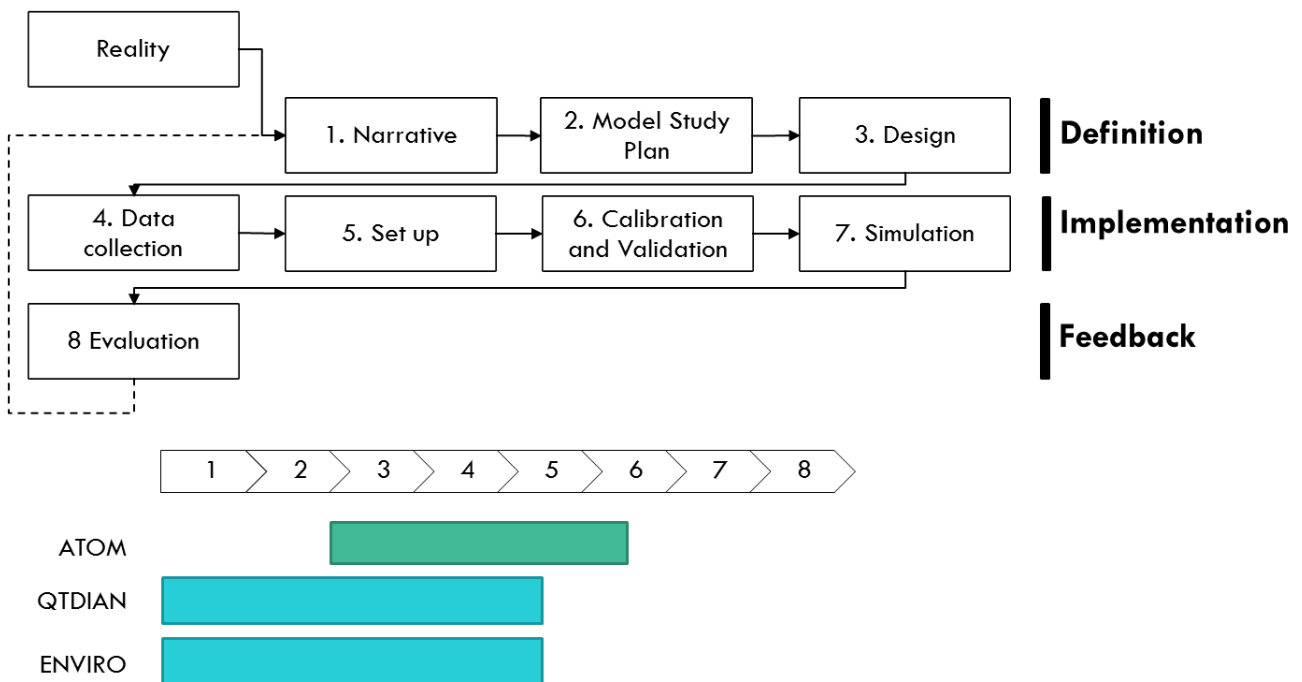 Reality
1. Narrative
2. Model Study
Plan
3. Design
Definition
4. Data
collection
5. Set up
6. Calibration
and Validation
7. Simulation
Implementation
8 Evaluation
Feedback
1 2 3 4 5 6 7 8
ATOM
QTDIAN
ENVIRO